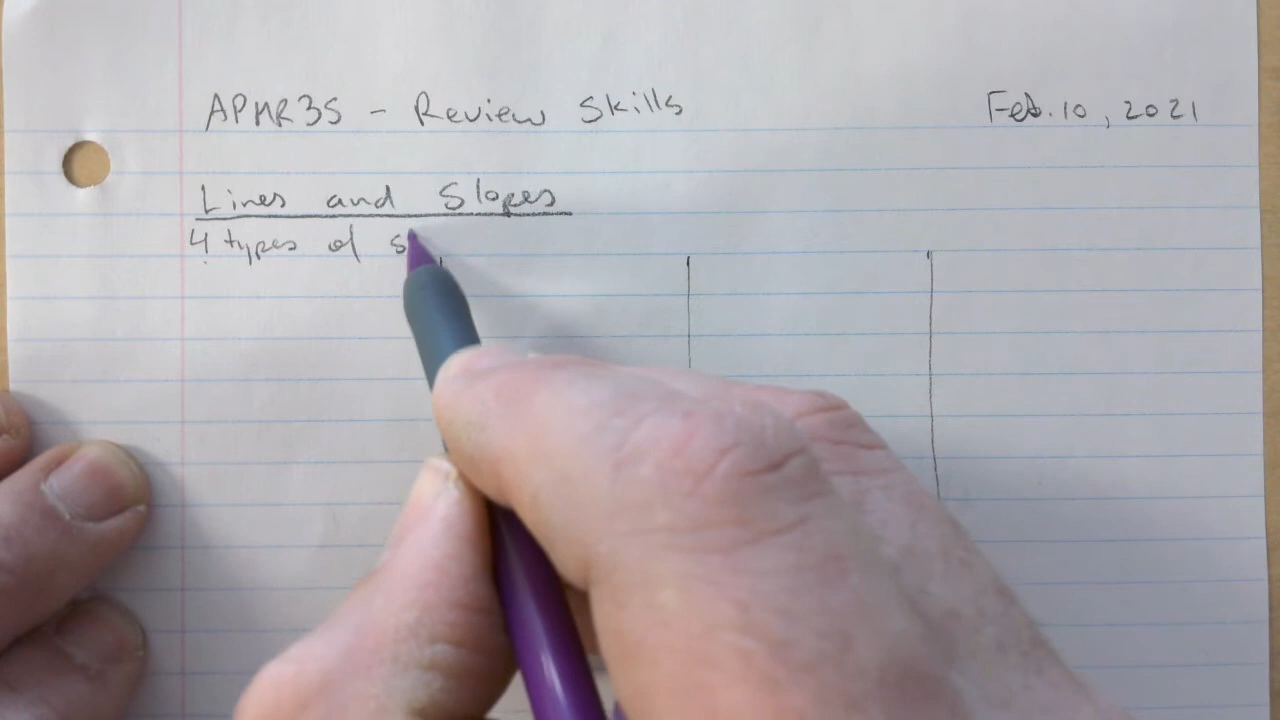 APMR3S - Review Skills Feb. 10, 2021
Lines and Slopes
4 types of s